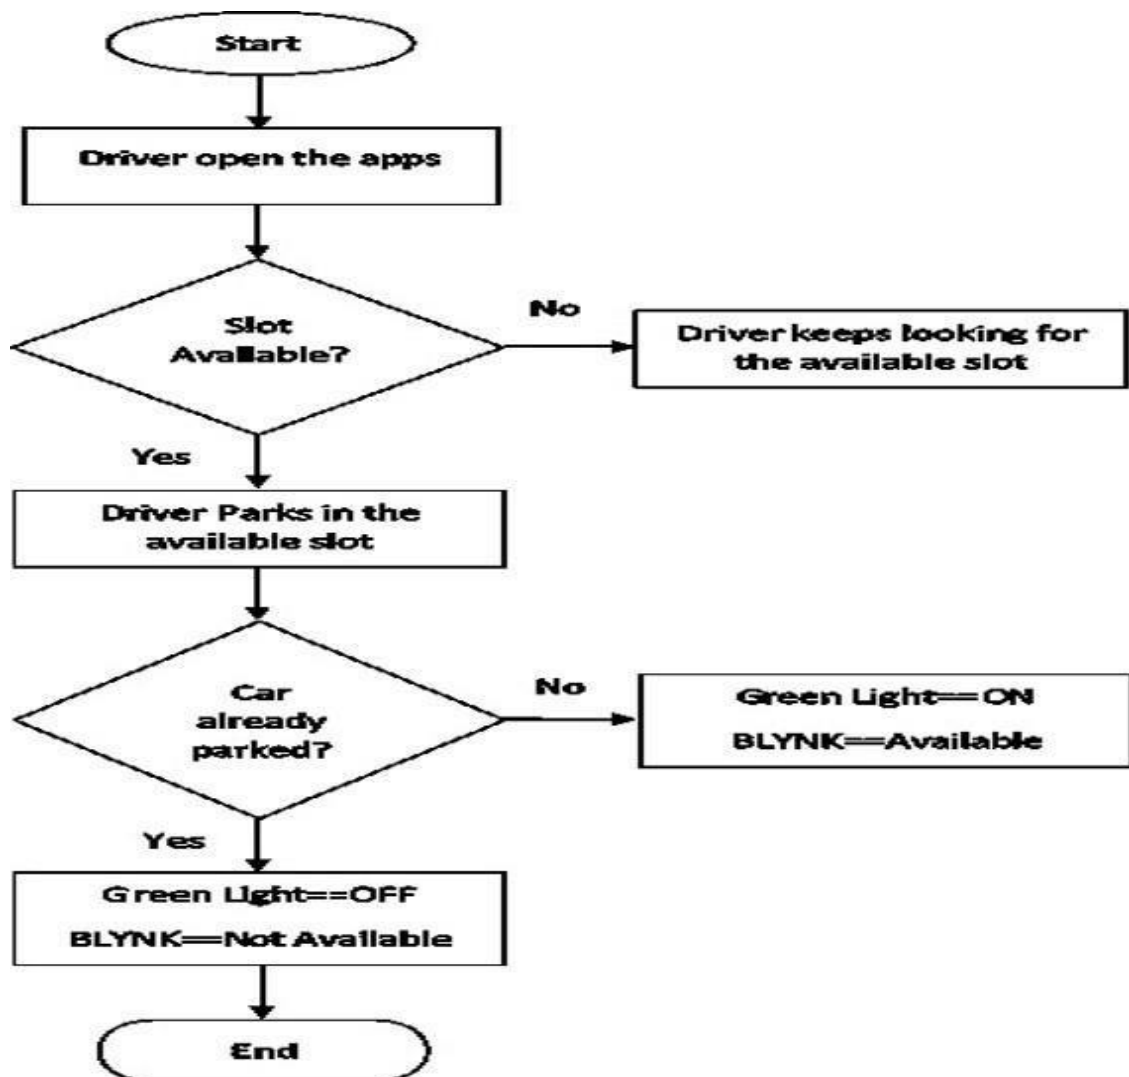 Start
Driver open the apps
Slot
Available?
No
Driver keeps looking for
the available slot
Yes
Driver Parks in the
available slot
Car
already
parked?
No
Green Light==ON
BLYNK==Available
Yes
Green Light==OFF
BLYNK==Not Available
End